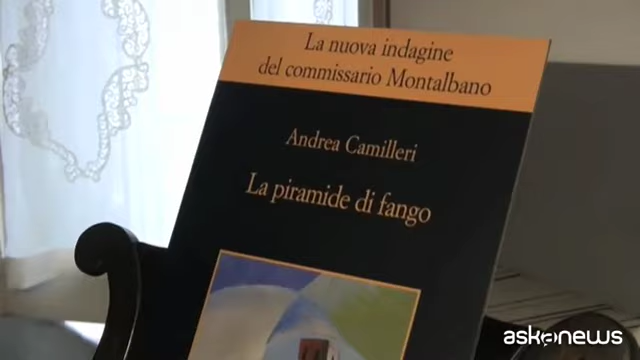 La nuova indagine
del commissario Montalbano
Andrea Camilleri
La piramide di fango
askanews